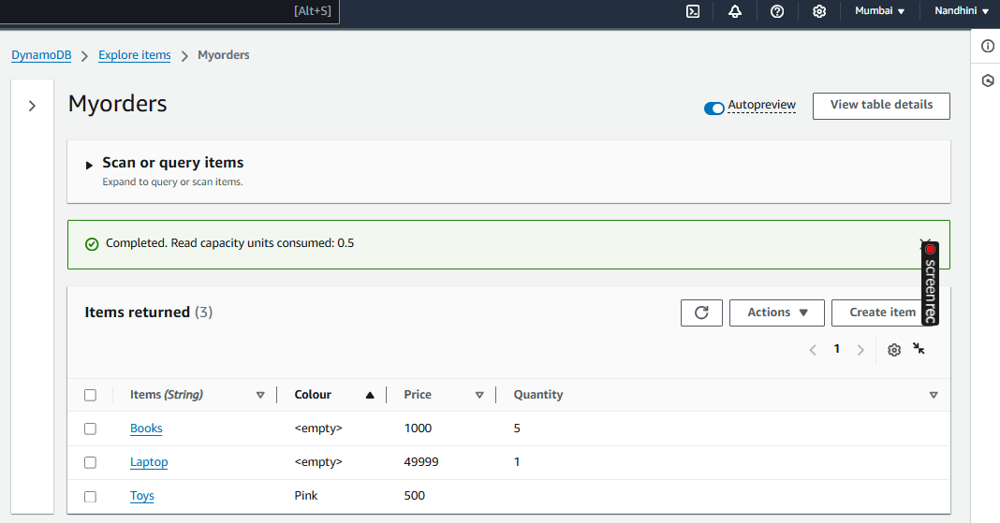 [Alt+S] Mumbai ▼ Nandhini ▼
DynamoDB > Explore items > Myorders
Myorders
Autopreview
View table details
Scan or query items
Expand to query or scan items.
Completed. Read capacity units consumed: 0.5
screenrec
Items returned (3)
Actions ▼
Create item
< 1 >
Items (String) Colour Price Quantity
Books <empty> 1000 5
Laptop <empty> 49999 1
Toys Pink 500